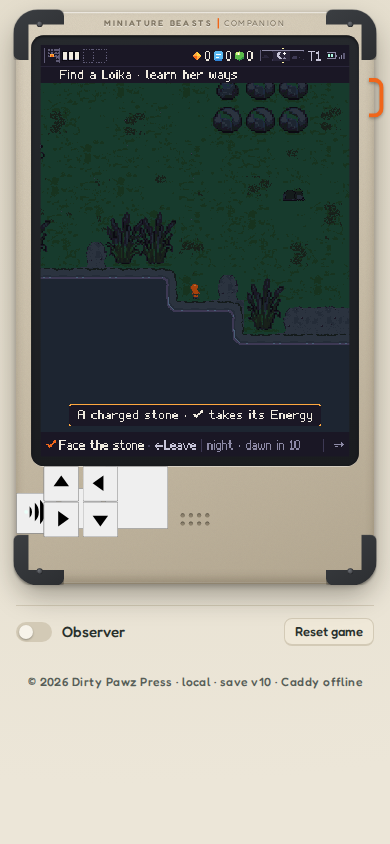 MINIATURE BEASTS COMPANION
0 0 0 T1
Find a Loika · learn her ways
A charged stone · ✓ takes its Energy
✓ Face the stone · ←Leave night · dawn in 10 →
Observer
Reset game
© 2026 Dirty Pawz Press · local · save v10 · Caddy offline